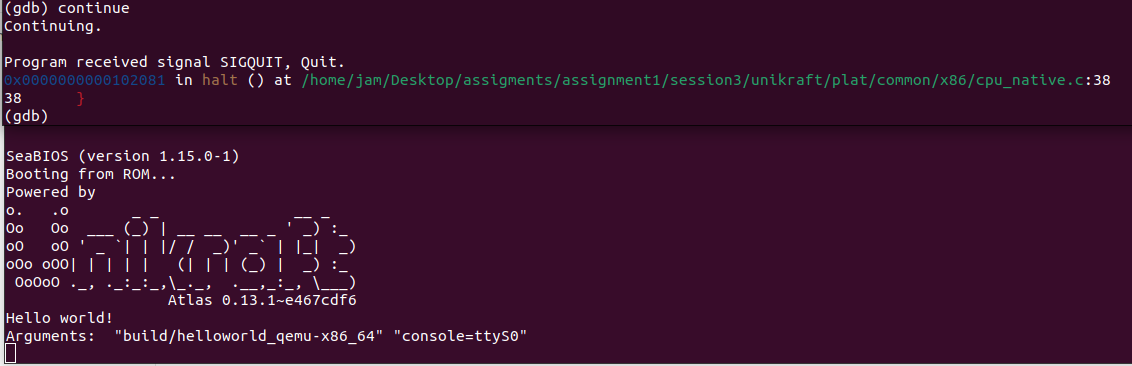 (gdb) continue
Continuing.
Program received signal SIGQUIT, Quit.
0x0000000000102081 in halt () at /home/jam/Desktop/assigments/assignment1/session3/unikraft/plat/common/x86/cpu_native.c:38
38      }
(gdb)
SeaBIOS (version 1.15.0-1)
Booting from ROM...
Powered by
o.   .o       _ _               __ _
Oo   Oo  ___ (_) | __ __  __ _ ' _) :_
oO   oO ' _ `| | |/ /  _)' _` | |_|  _)
oOo oOO| | | | |   (| | | (_) |  _) :_
 OoOoO ._, ._:_:_,\_._,  .__,_:_, \___)
                  Atlas 0.13.1~e467cdf6
Hello world!
Arguments:  "build/helloworld_qemu-x86_64" "console=ttyS0"